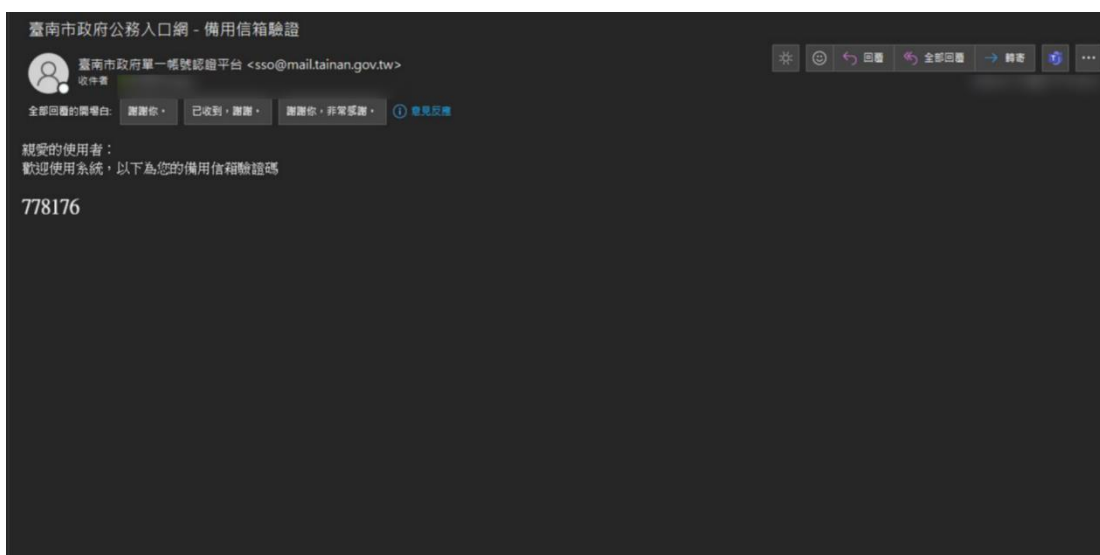 臺南市政府公務入口網 - 備用信箱驗證
臺南市政府單一帳號認證平台 <sso@mail.tainan.gov.tw>
收件者
回覆
全部回覆
轉寄
全部回覆的開場白:
謝謝你。
已收到，謝謝。
謝謝你，非常感謝。
意見反應
親愛的使用者：
歡迎使用系統，以下為您的備用信箱驗證碼
778176